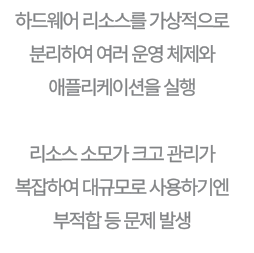 하드웨어 리소스를 가상적으로
분리하여 여러 운영 체제와
애플리케이션을 실행
리소스 소모가 크고 관리가
복잡하여 대규모로 사용하기엔
부적합 등 문제 발생